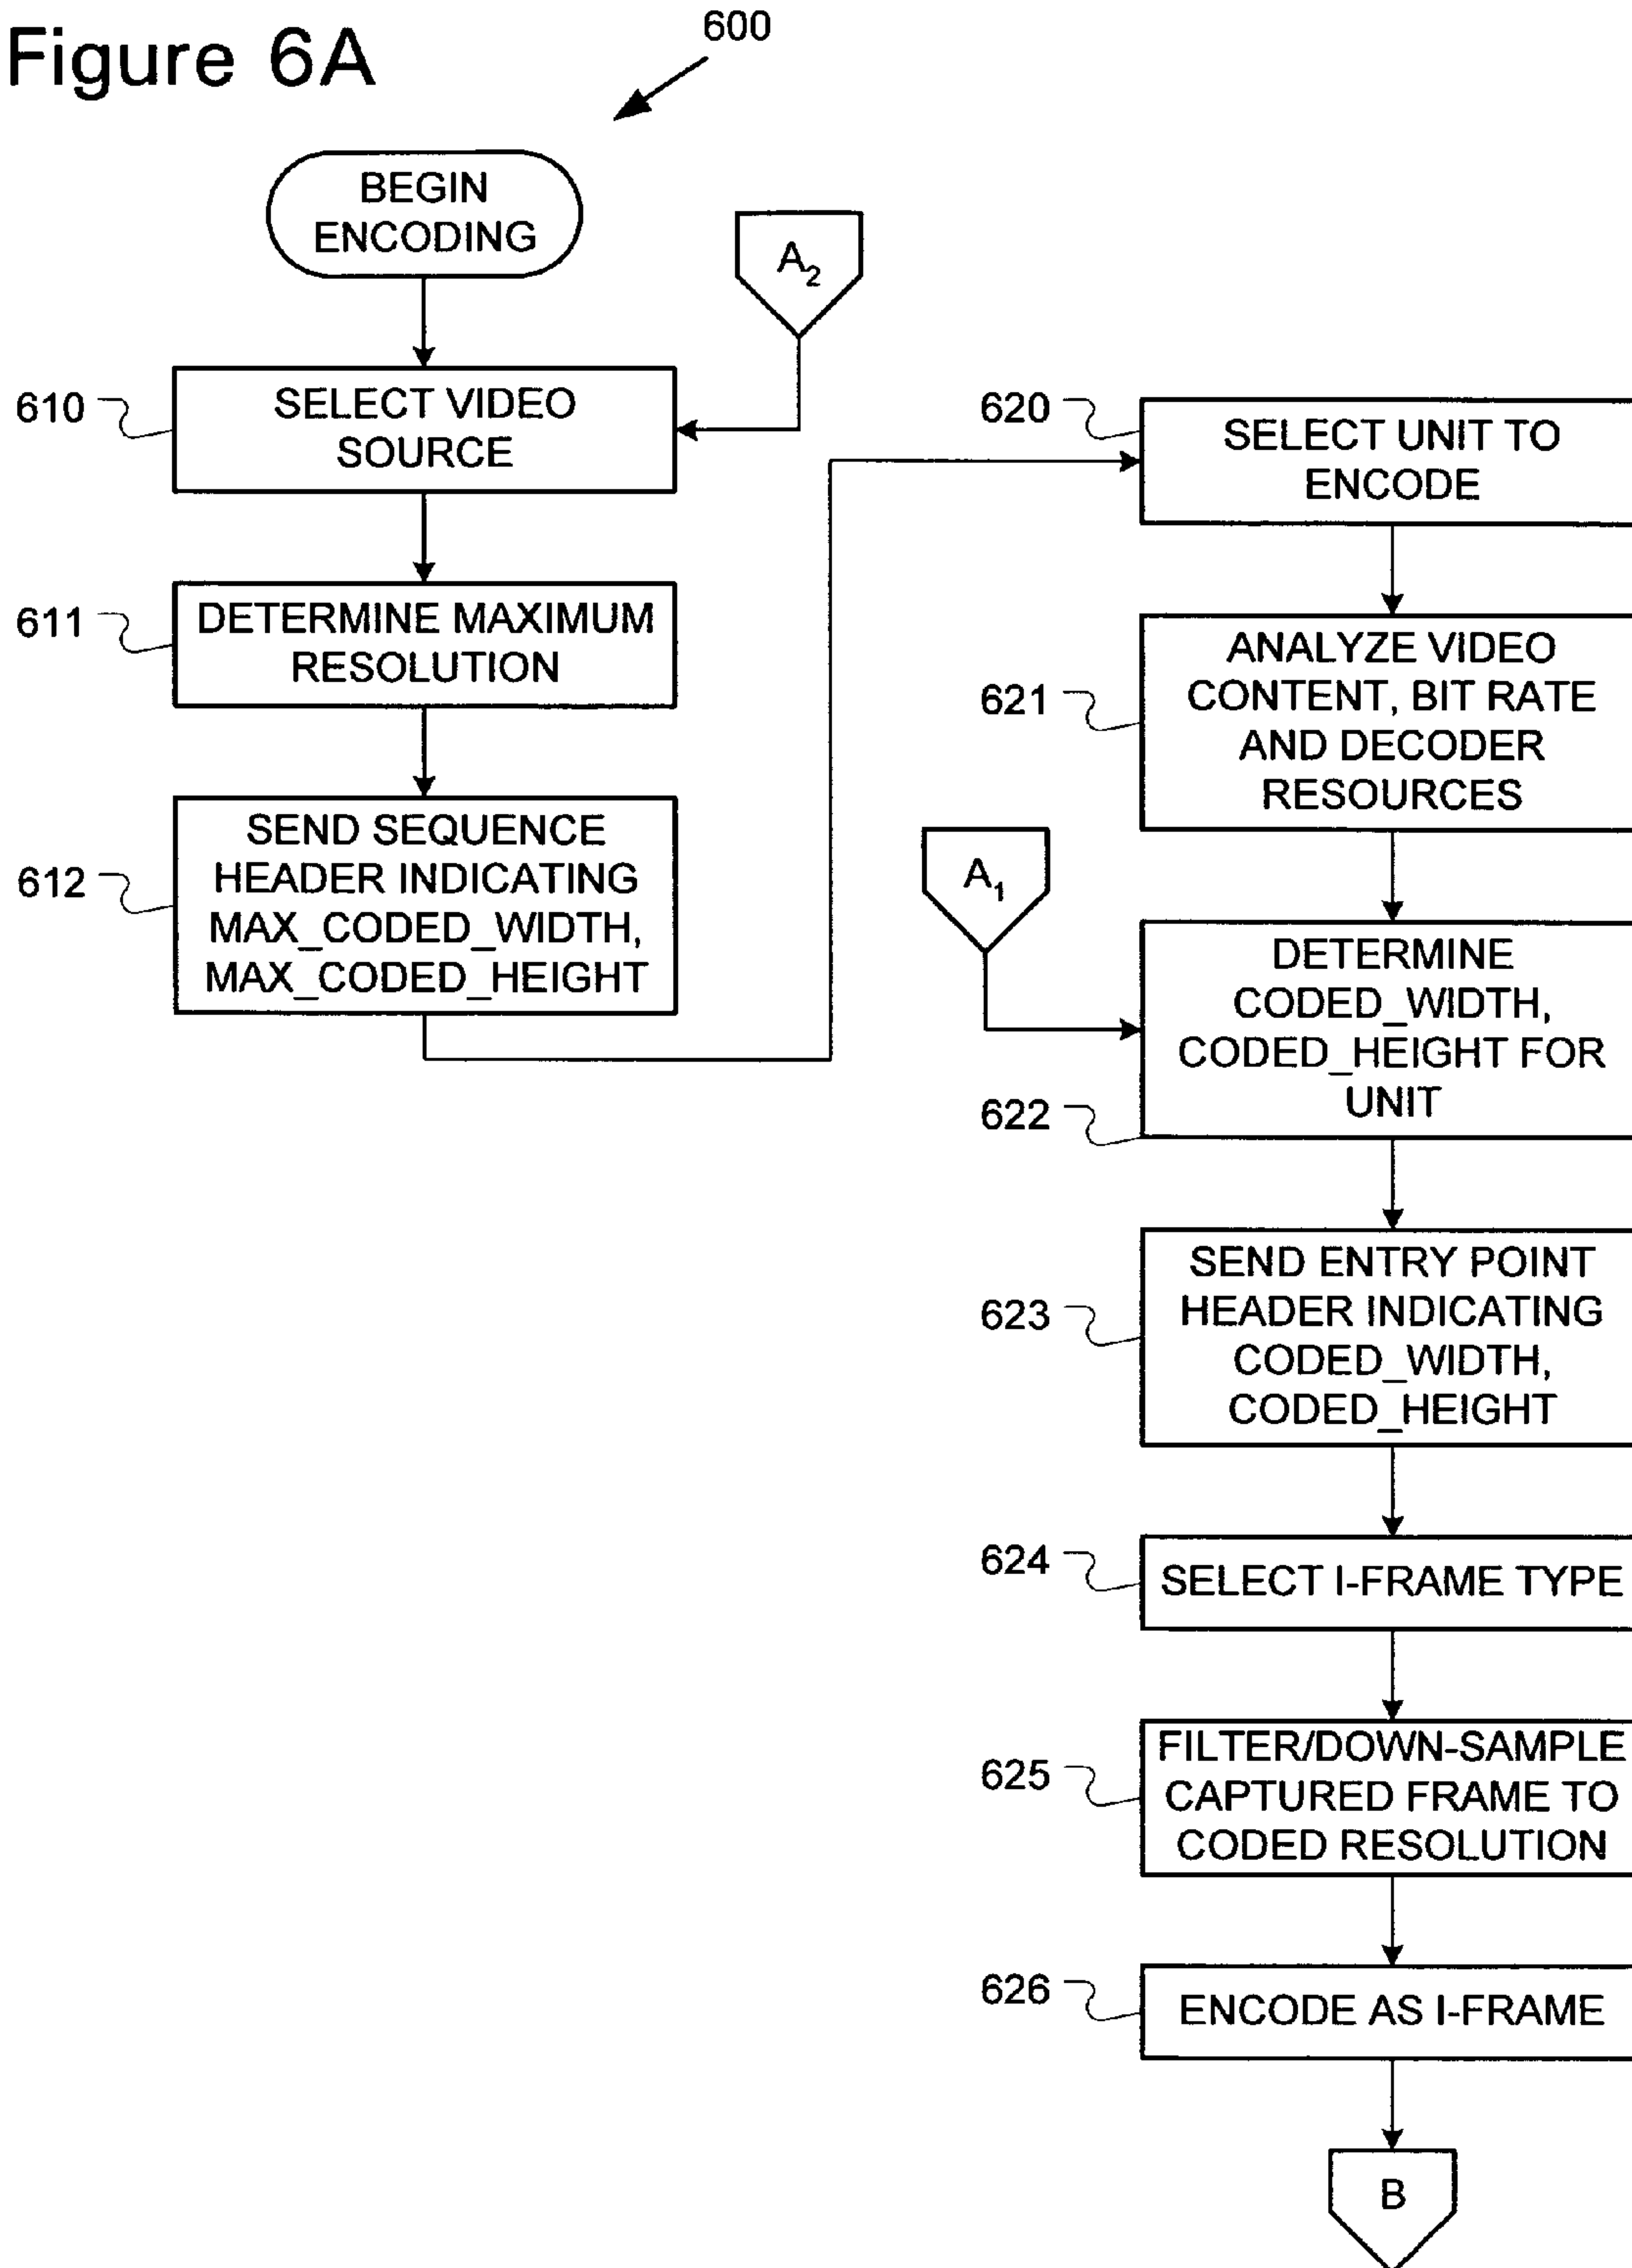 Figure 6A
600
BEGIN
ENCODING
A2
610
SELECT VIDEO
SOURCE
611
DETERMINE MAXIMUM
RESOLUTION
612
SEND SEQUENCE
HEADER INDICATING
MAX_CODED_WIDTH,
MAX_CODED_HEIGHT
620
SELECT UNIT TO
ENCODE
621
ANALYZE VIDEO
CONTENT, BIT RATE
AND DECODER
RESOURCES
A1
622
DETERMINE
CODED_WIDTH,
CODED_HEIGHT FOR
UNIT
623
SEND ENTRY POINT
HEADER INDICATING
CODED_WIDTH,
CODED_HEIGHT
624
SELECT I-FRAME TYPE
625
FILTER/DOWN-SAMPLE
CAPTURED FRAME TO
CODED RESOLUTION
626
ENCODE AS I-FRAME
B